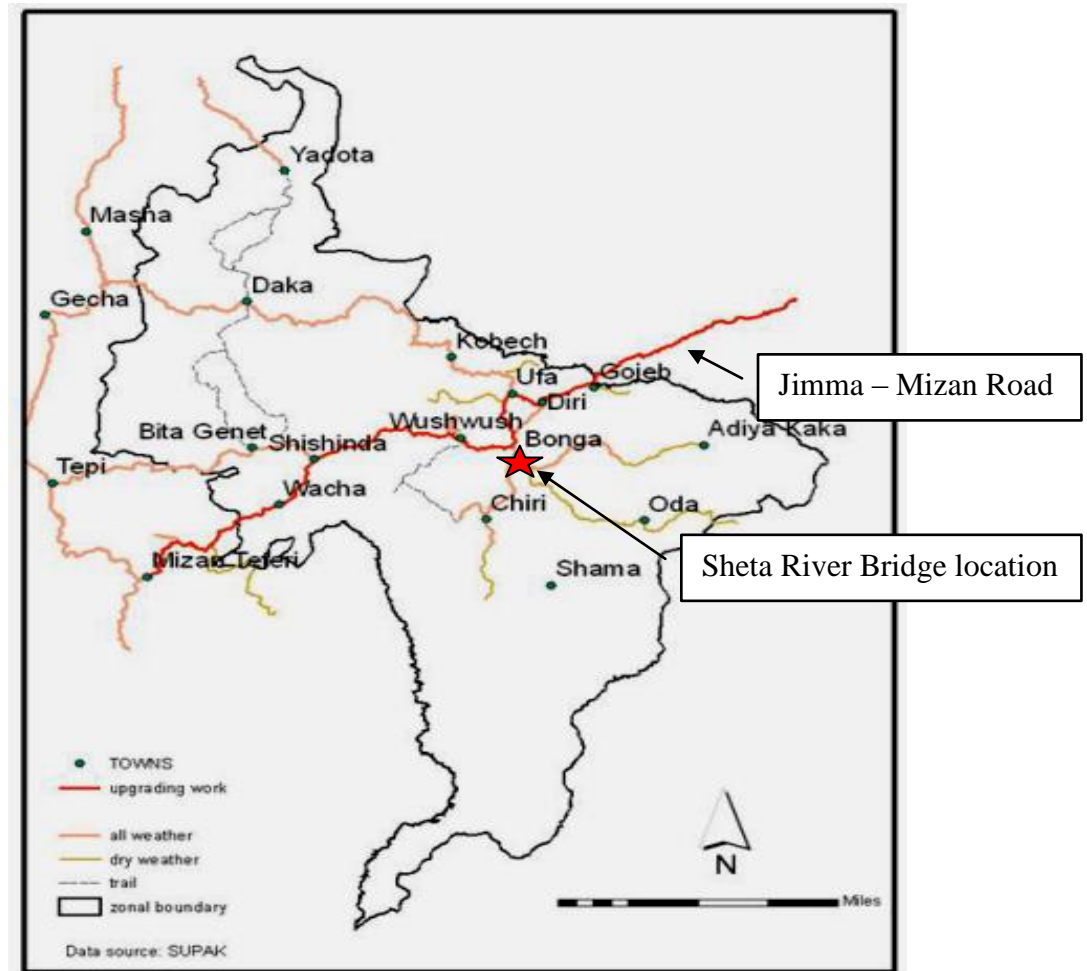 Yadota
Masha
Daka
Gecha
Kobech
Gojeb
Ufa
Diri
Jimma – Mizan Road
Wushwush
Bonga
Adiya Kaka
Bita Genet
Shishinda
Tepi
Wacha
Chiri
Oda
Mizan Teferi
Shama
Sheta River Bridge location
TOWNS
upgrading work
all weather
dry weather
trail
zonal boundary
N
Miles
Data source: SUPAK